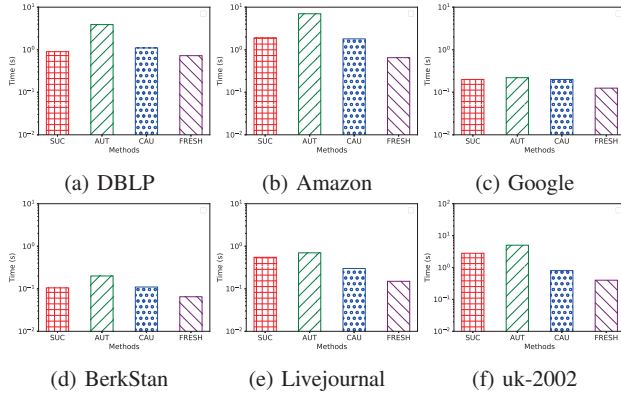 10¹
10⁰
10⁻¹
10⁻²
Time (s)
SUC AUT CAU FRESH
Methods
(a) DBLP
10¹
10⁰
10⁻¹
10⁻²
Time (s)
SUC AUT CAU FRESH
Methods
(b) Amazon
10¹
10⁰
10⁻¹
10⁻²
Time (s)
SUC AUT CAU FRESH
Methods
(c) Google
10¹
10⁰
10⁻¹
10⁻²
Time (s)
SUC AUT CAU FRESH
Methods
(d) BerkStan
10¹
10⁰
10⁻¹
10⁻²
Time (s)
SUC AUT CAU FRESH
Methods
(e) Livejournal
10²
10¹
10⁰
10⁻¹
10⁻²
Time (s)
SUC AUT CAU FRESH
Methods
(f) uk-2002